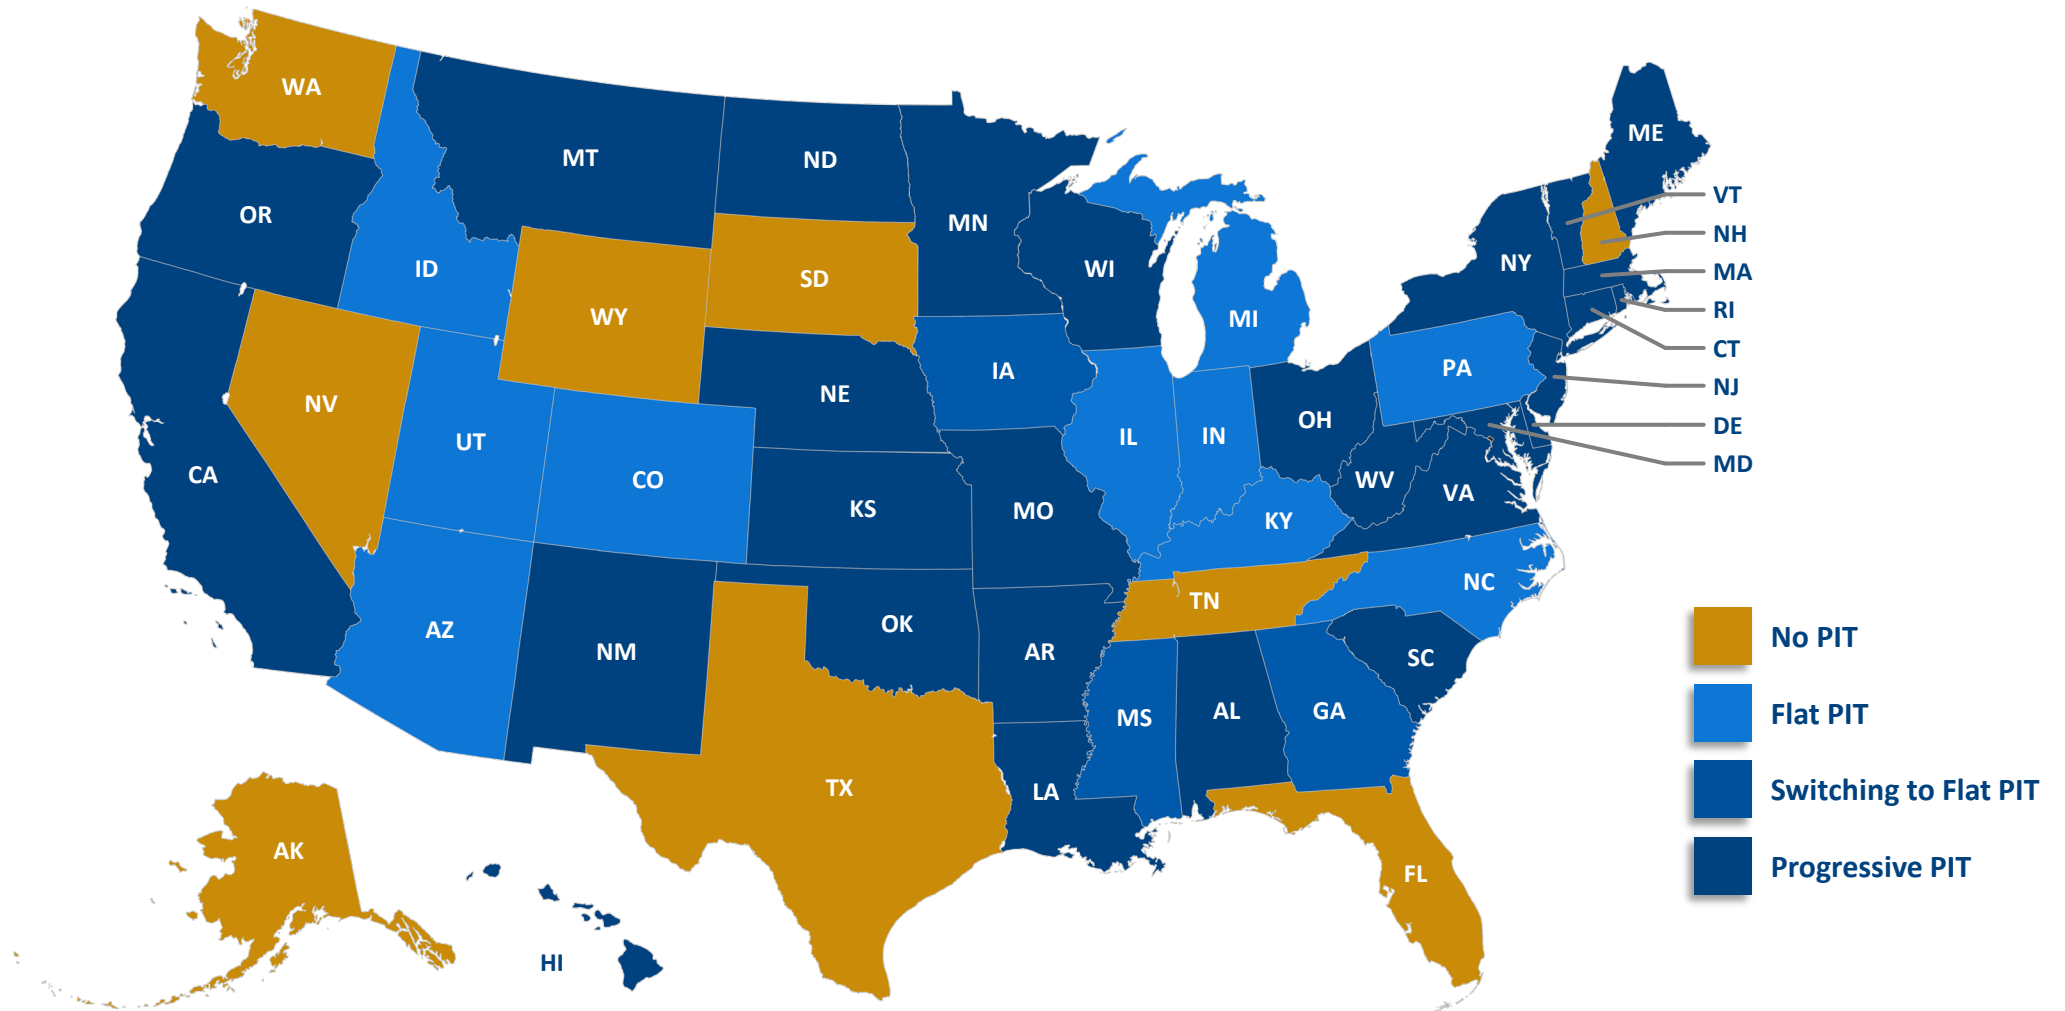 WA
MT
ND
ME
VT
OR
MN
NH
ID
SD
WI
NY
MA
WY
MI
RI
CT
IA
PA
NJ
NV
NE
OH
UT
IL
IN
DE
CA
CO
WV
VA
MD
KS
MO
KY
NC
TN
AZ
NM
OK
AR
SC
No PIT
MS
AL
GA
Flat PIT
TX
LA
Switching to Flat PIT
AK
FL
Progressive PIT
HI